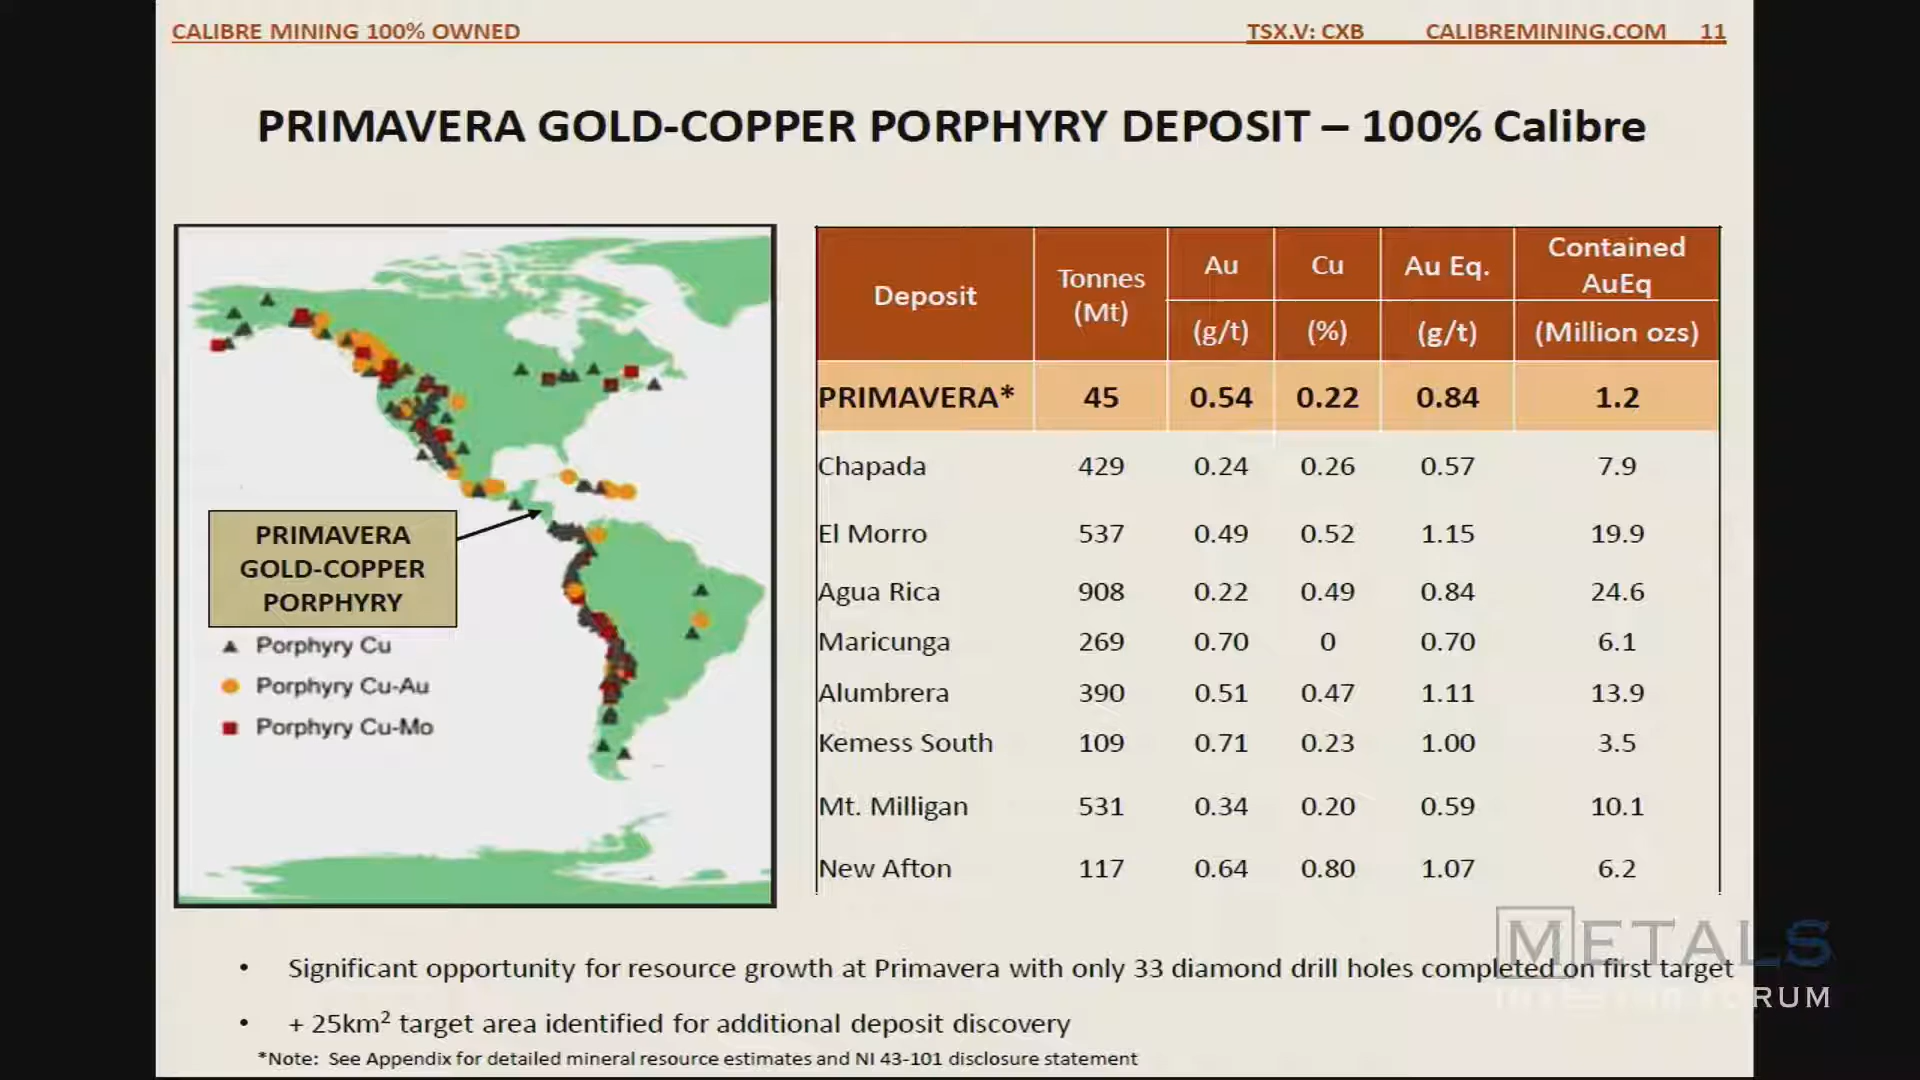 CALIBRE MINING 100% OWNED
TSX.V: CXB CALIBREMINING.COM 11
PRIMAVERA GOLD-COPPER PORPHYRY DEPOSIT – 100% Calibre
PRIMAVERA
GOLD-COPPER
PORPHYRY
Porphyry Cu
Porphyry Cu-Au
Porphyry Cu-Mo
Deposit Tonnes (Mt) Au (g/t) Cu (%) Au Eq. (g/t) Contained AuEq (Million ozs)
PRIMAVERA* 45 0.54 0.22 0.84 1.2
Chapada 429 0.24 0.26 0.57 7.9
El Morro 537 0.49 0.52 1.15 19.9
Agua Rica 908 0.22 0.49 0.84 24.6
Maricunga 269 0.70 0 0.70 6.1
Alumbrera 390 0.51 0.47 1.11 13.9
Kemess South 109 0.71 0.23 1.00 3.5
Mt. Milligan 531 0.34 0.20 0.59 10.1
New Afton 117 0.64 0.80 1.07 6.2
• Significant opportunity for resource growth at Primavera with only 33 diamond drill holes completed on first target
• + 25km² target area identified for additional deposit discovery
*Note: See Appendix for detailed mineral resource estimates and NI 43-101 disclosure statement
METALS